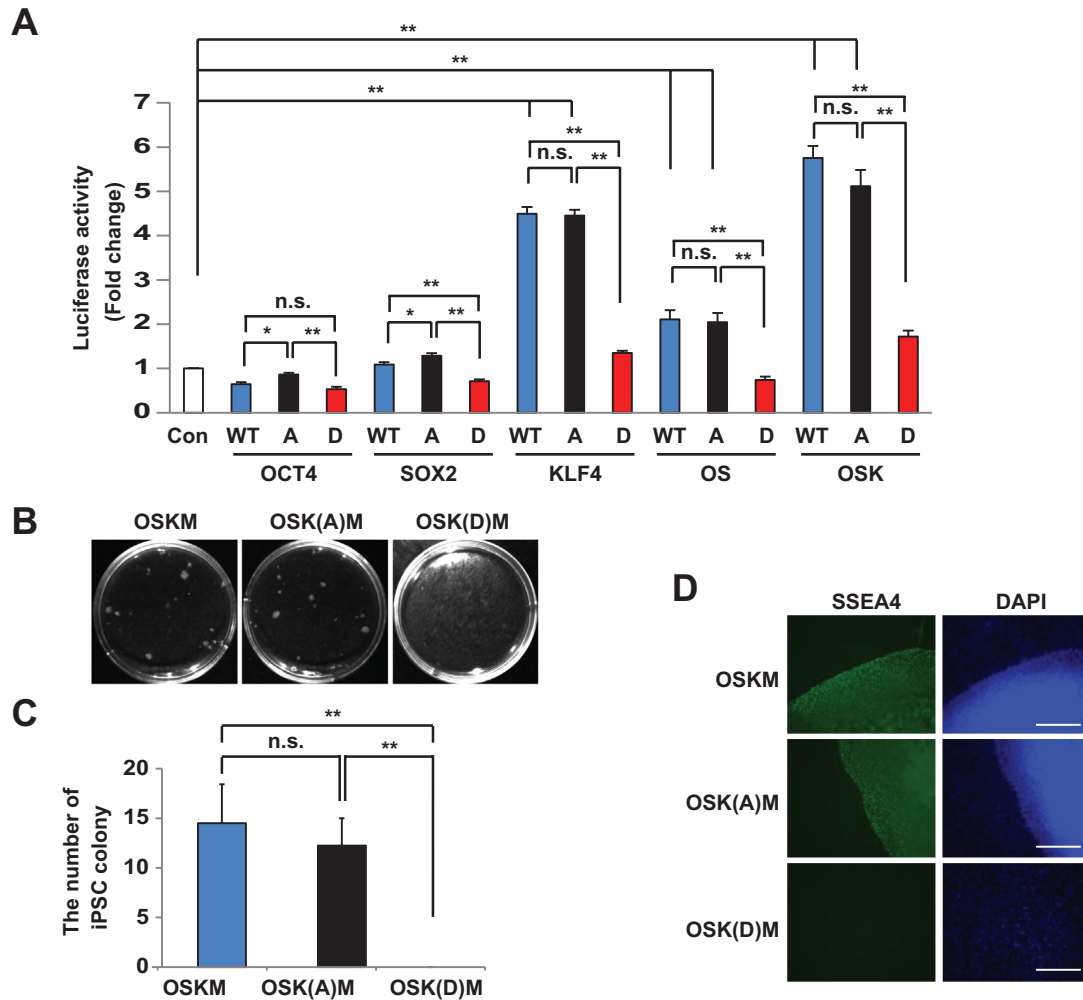 A
**
**
**
**
n.s.
**
**
n.s.
**
**
n.s.
**
n.s.
*
**
**
*
**
Luciferase activity
(Fold change)
7
6
5
4
3
2
1
0
Con WT A D WT A D WT A D WT A D WT A D
OCT4 SOX2 KLF4 OS OSK
B
OSKM OSK(A)M OSK(D)M
C
**
n.s.
**
The number of
iPSC colony
20
15
10
5
0
OSKM OSK(A)M OSK(D)M
D
SSEA4 DAPI
OSKM
OSK(A)M
OSK(D)M